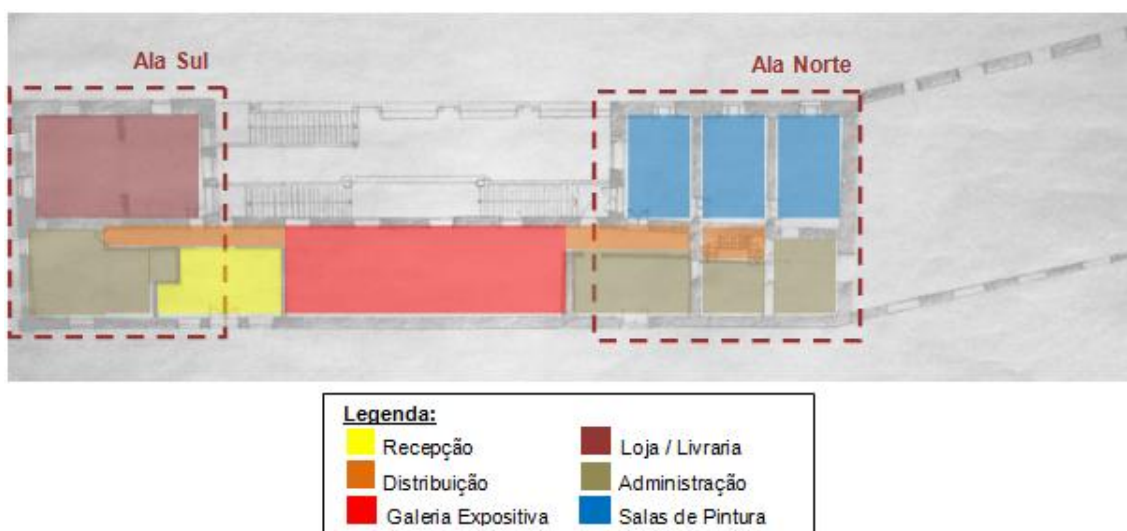 Ala Sul
Ala Norte
Legenda:
Recepção
Loja / Livraria
Distribuição
Administração
Galeria Expositiva
Salas de Pintura